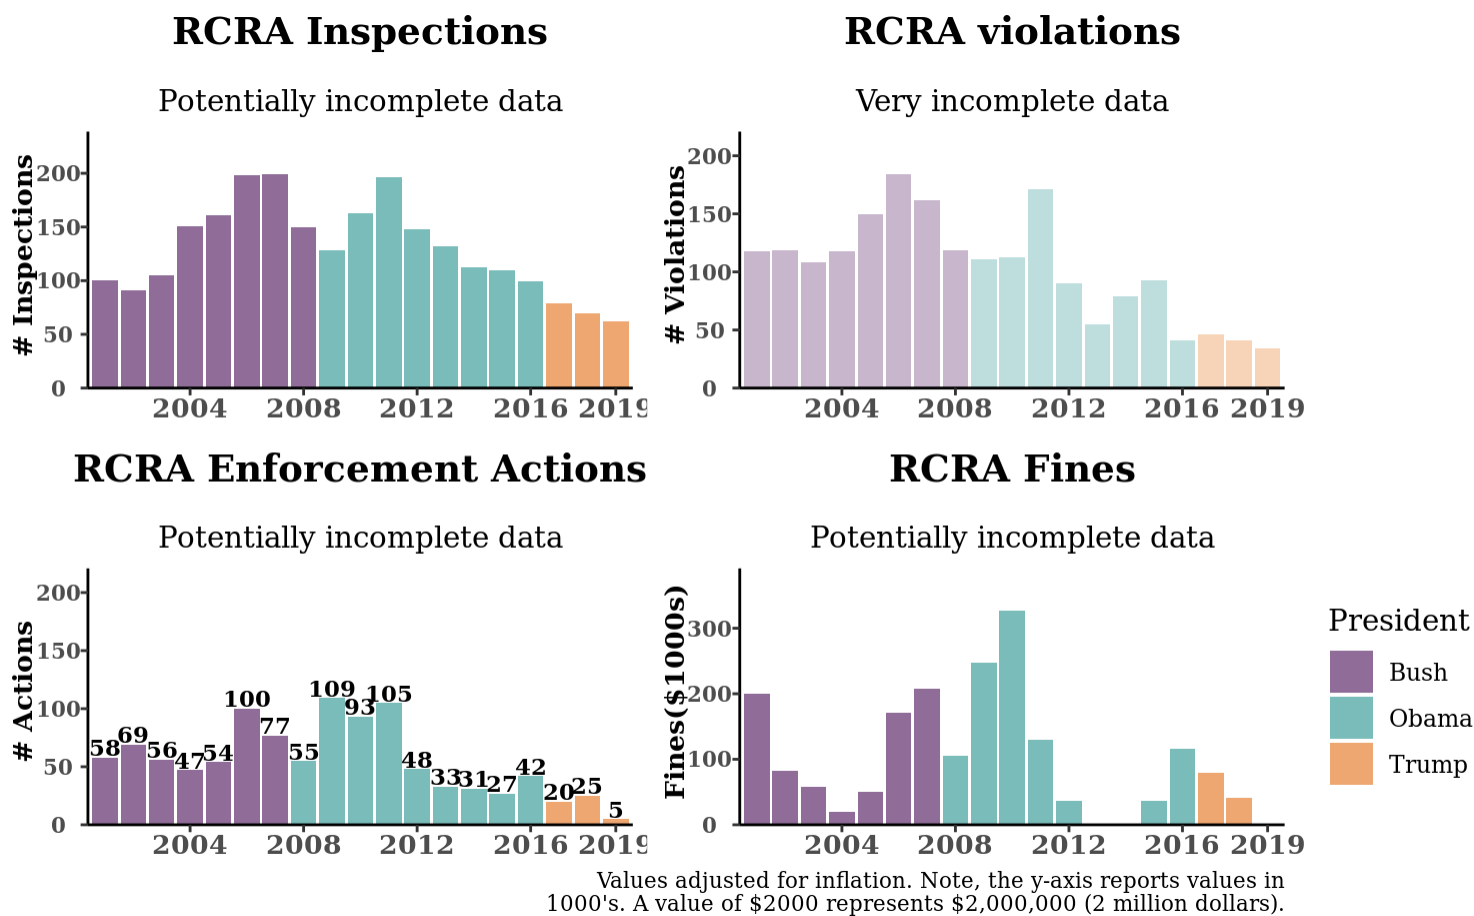 RCRA Inspections
Potentially incomplete data
# Inspections
200
150
100
50
0
2004 2008 2012 2016 2019
RCRA violations
Very incomplete data
# Violations
200
150
100
50
0
2004 2008 2012 2016 2019
RCRA Enforcement Actions
Potentially incomplete data
# Actions
200
150
100
50
0
58 69 56 47 54 100 77 55 109 93 105 48 33 31 27 42 20 25 5
2004 2008 2012 2016 2019
RCRA Fines
Potentially incomplete data
Fines($1000s)
300
200
100
0
2004 2008 2012 2016 2019
President
Bush
Obama
Trump
Values adjusted for inflation. Note, the y-axis reports values in
1000's. A value of $2000 represents $2,000,000 (2 million dollars).